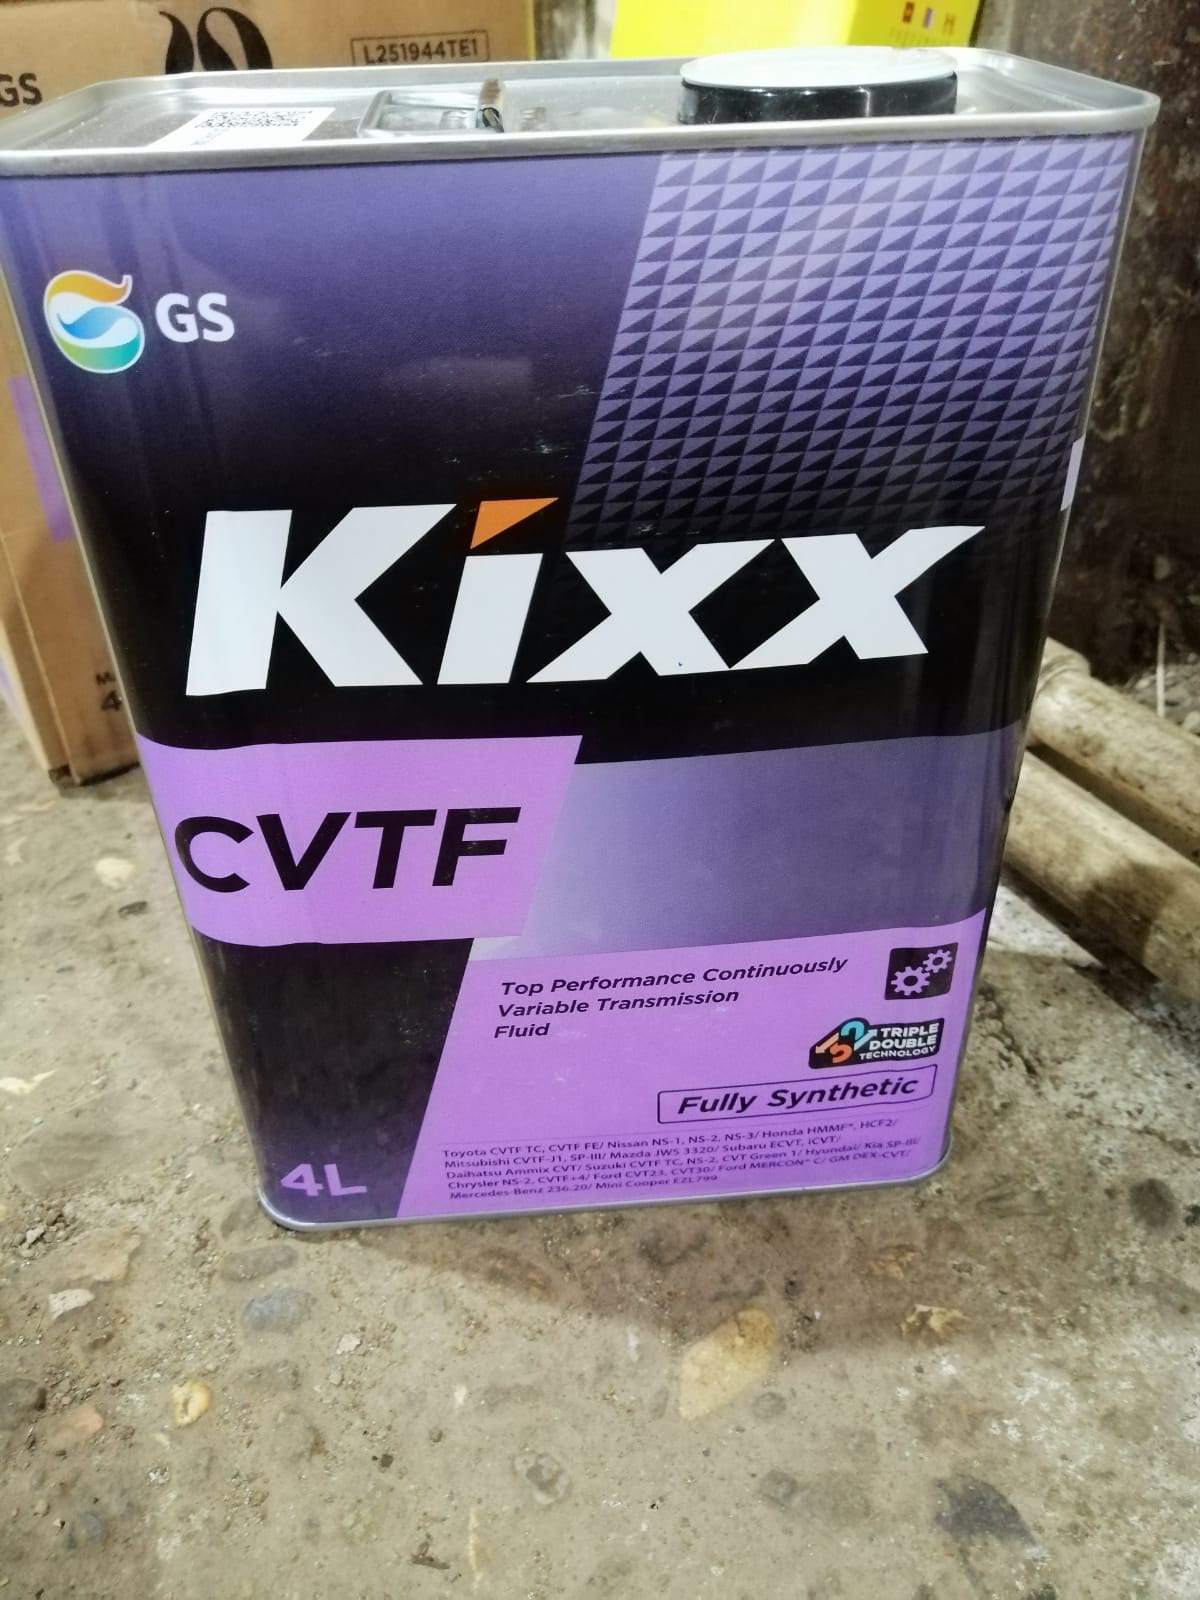 L251944TE1
GS
GS
Kixx
CVTF
Top Performance Continuously
Variable Transmission
Fluid
TRIPLE
DOUBLE
TECHNOLOGY
Fully Synthetic
4L
Toyota CVTF TC, CVTF FE/ Nissan NS-1, NS-2, NS-3/ Honda HMMF*, HCF2/
Mitsubishi CVTF-J1, SP-III/ Mazda JWS 3320/ Subaru ECVT, iCVT/
Daihatsu Ammix CVT/ Suzuki CVTF TC, NS-2, CVT Green 1/ Hyundai/ Kia SP-III/
Chrysler NS-2, CVTF+4/ Ford CVT23, CVT30/ Ford MERCON* C/ GM DEX-CVT/
Mercedes-Benz 236.20/ Mini Cooper EZL799